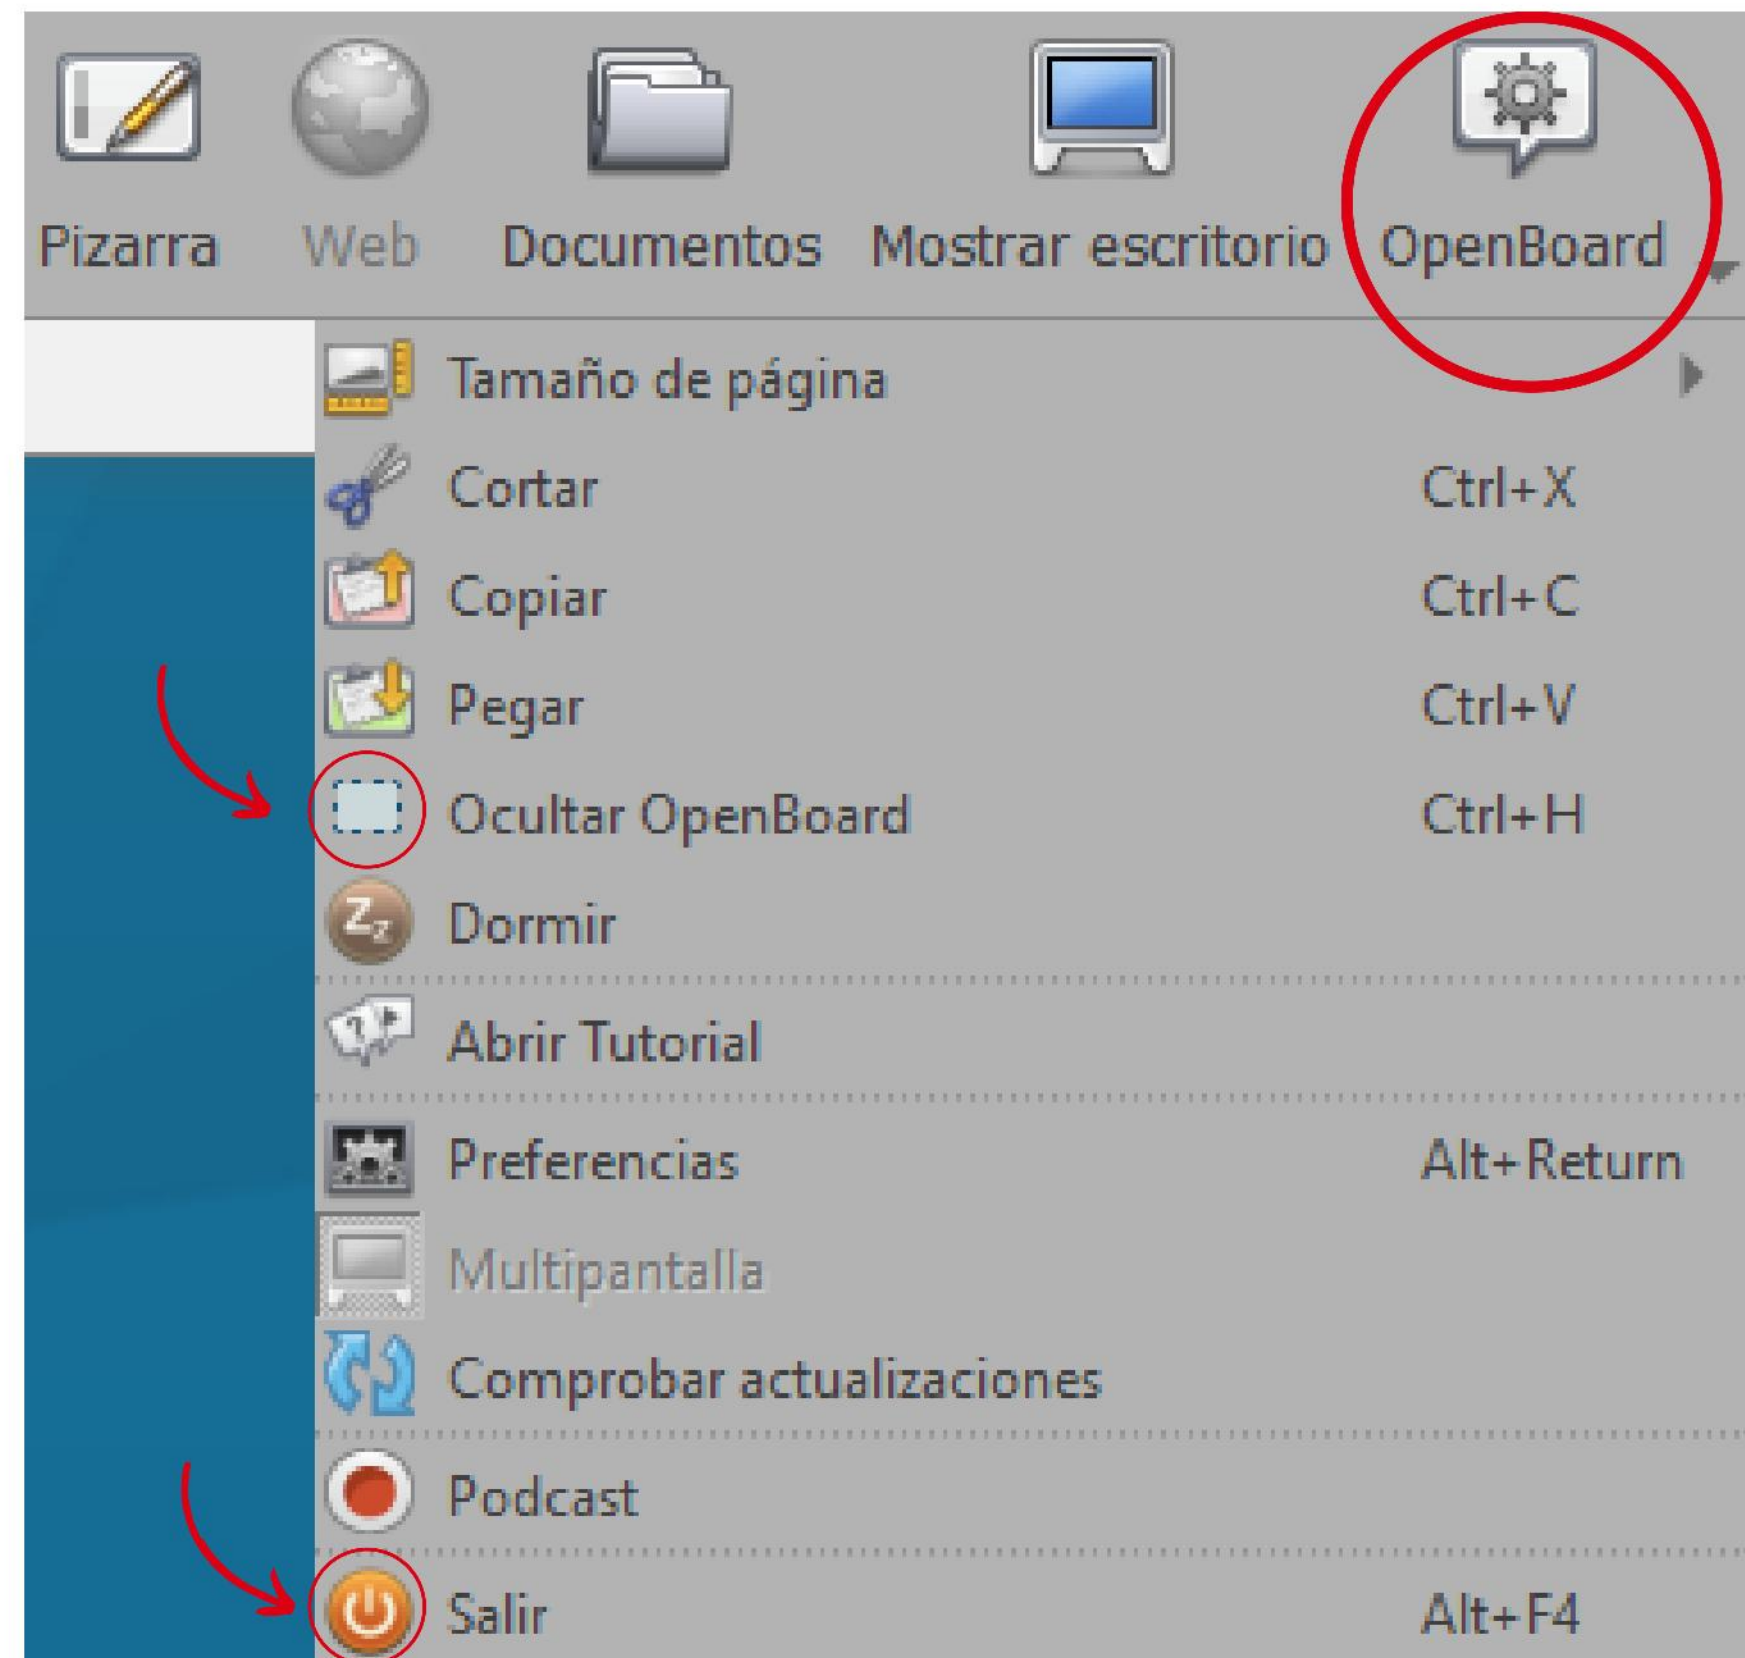 Pizarra Web Documentos Mostrar escritorio OpenBoard
Tamaño de página
Cortar Ctrl+X
Copiar Ctrl+C
Pegar Ctrl+V
Ocultar OpenBoard Ctrl+H
Zz Dormir
? Abrir Tutorial
Preferencias Alt+Return
Multipantalla
Comprobar actualizaciones
Podcast
Salir Alt+F4